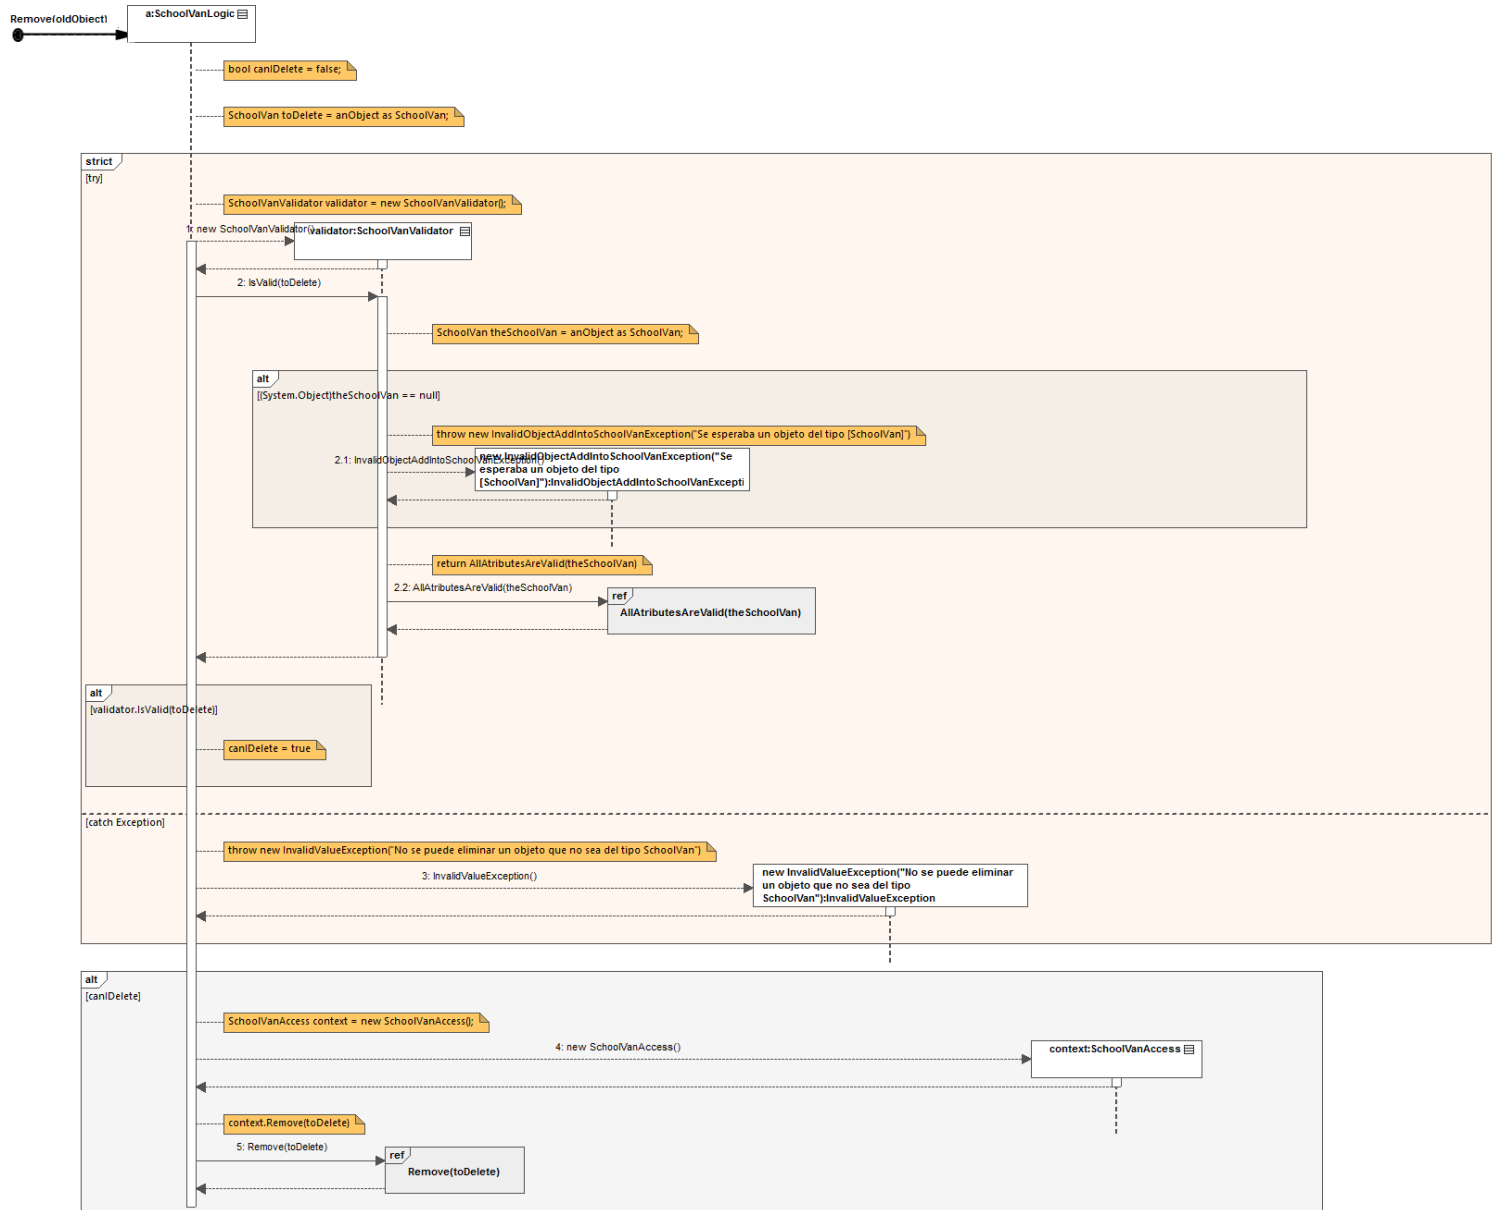 Remove(oldObject)
a:SchoolVanLogic
bool canIDelete = false;
SchoolVan toDelete = anObject as SchoolVan;
strict
[try]
SchoolVanValidator validator = new SchoolVanValidator();
1: new SchoolVanValidator()
validator:SchoolVanValidator
2: IsValid(toDelete)
SchoolVan theSchoolVan = anObject as SchoolVan;
alt
[(System.Object)theSchoolVan == null]
throw new InvalidObjectAddIntoSchoolVanException("Se esperaba un objeto del tipo [SchoolVan]")
2.1: InvalidObjectAddIntoSchoolVanException()
new InvalidObjectAddIntoSchoolVanException("Se
esperaba un objeto del tipo
[SchoolVan]"):InvalidObjectAddIntoSchoolVanExcepti
return AllAtributesAreValid(theSchoolVan)
2.2: AllAtributesAreValid(theSchoolVan)
ref
AllAtributesAreValid(theSchoolVan)
alt
[validator.IsValid(toDelete)]
canIDelete = true
[catch Exception]
throw new InvalidValueException("No se puede eliminar un objeto que no sea del tipo SchoolVan")
3: InvalidValueException()
new InvalidValueException("No se puede eliminar
un objeto que no sea del tipo
SchoolVan"):InvalidValueException
alt
[canIDelete]
SchoolVanAccess context = new SchoolVanAccess();
4: new SchoolVanAccess()
context:SchoolVanAccess
context.Remove(toDelete)
5: Remove(toDelete)
ref
Remove(toDelete)